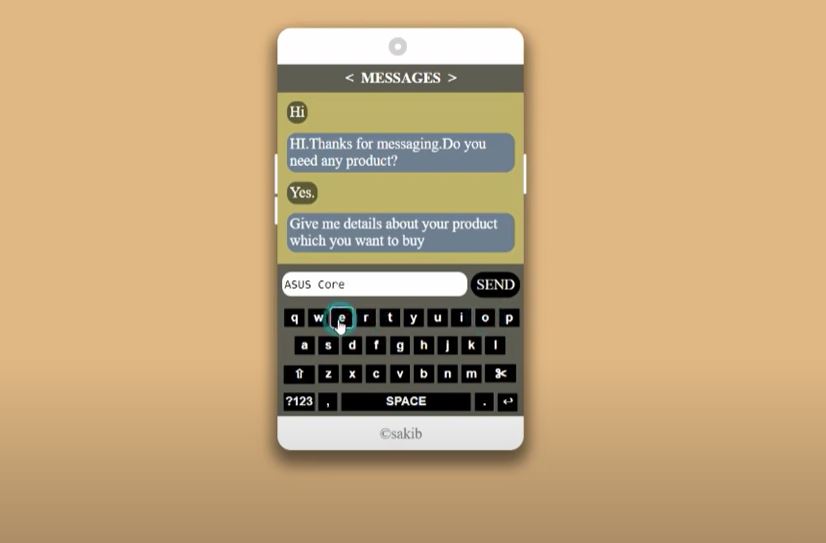 < MESSAGES >
Hi
HI.Thanks for messaging.Do you
need any product?
Yes.
Give me details about your product
which you want to buy
ASUS Core
SEND
q w e r t y u i o p
a s d f g h j k l
⇧ z x c v b n m ✂
?123 , SPACE . ↩
©sakib